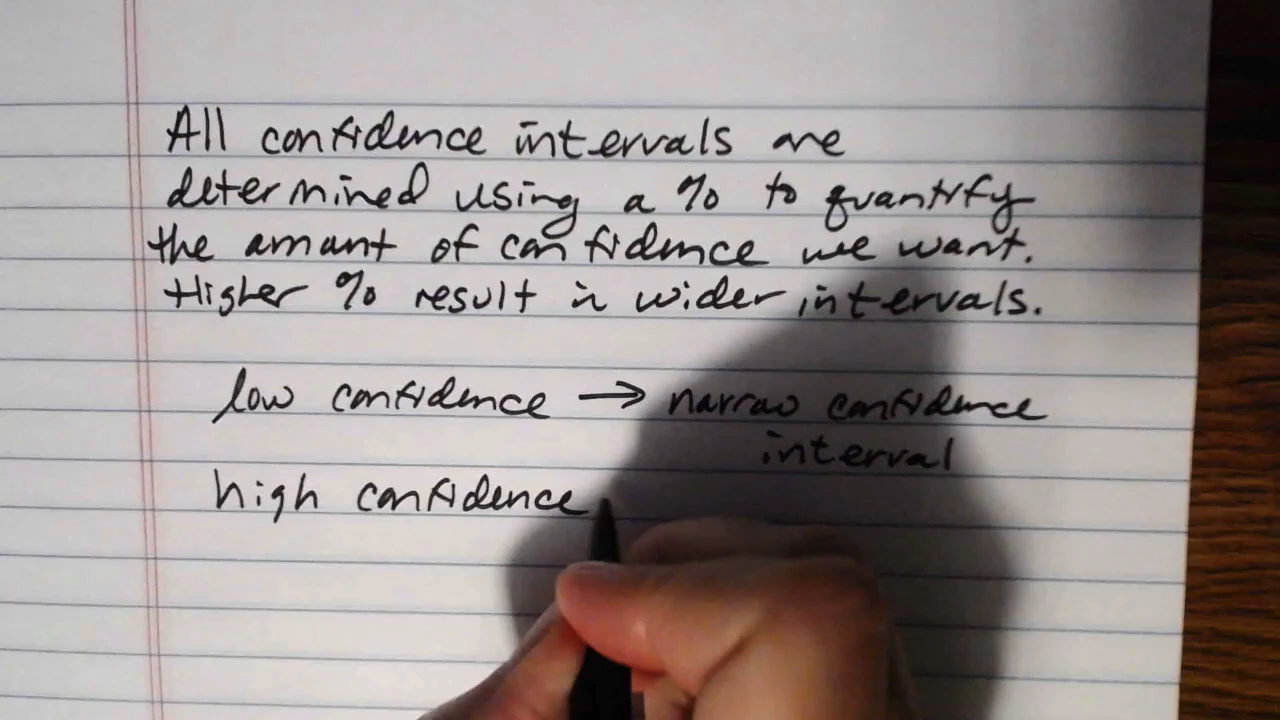 All confidence intervals are
determined using a % to quantify
the amount of confidence we want.
Higher % result in wider intervals.
low confidence → narrow confidence
interval
high confidence